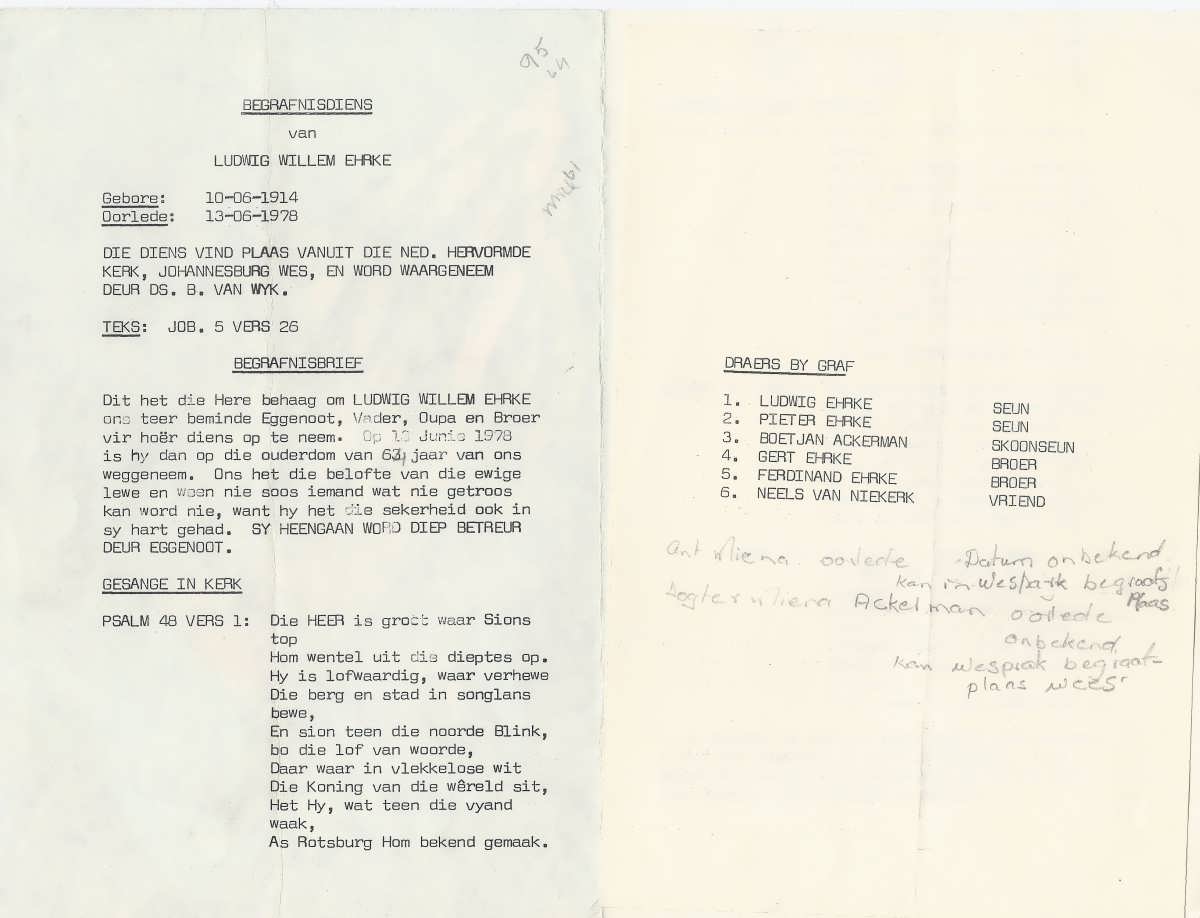 95
BEGRAFNISDIENS
van
LUDWIG WILLEM EHRKE
Gebore: 10-06-1914
Oorlede: 13-06-1978
DIE DIENS VIND PLAAS VANUIT DIE NED. HERVORMDE
KERK, JOHANNESBURG WES, EN WORD WAARGENEEM
DEUR DS. B. VAN WYK.
TEKS: JOB. 5 VERS 26
BEGRAFNISBRIEF
Dit het die Here behaag om LUDWIG WILLEM EHRKE
ons teer beminde Eggenoot, Vader, Oupa en Broer
vir hoër diens op te neem. Op 13 Junie 1978
is hy dan op die ouderdom van 64 jaar van ons
weggeneem. Ons het die belofte van die ewige
lewe en ween nie soos iemand wat nie getroos
kan word nie, want hy het die sekerheid ook in
sy hart gehad. SY HEENGAAN WORD DIEP BETREUR
DEUR EGGENOOT.
GESANGE IN KERK
PSALM 48 VERS 1: Die HEER is groot waar Sions
top
Hom wentel uit die dieptes op.
Hy is lofwaardig, waar verhewe
Die berg en stad in songlans
bewe,
En sion teen die noorde Blink,
bo die lof van woorde,
Daar waar in vlekkelose wit
Die Koning van die wêreld sit,
Het Hy, wat teen die vyand
waak,
As Rotsburg Hom bekend gemaak.
DRAERS BY GRAF
1. LUDWIG EHRKE SEUN
2. PIETER EHRKE SEUN
3. BOETJAN ACKERMAN SKOONSEUN
4. GERT EHRKE BROER
5. FERDINAND EHRKE BROER
6. NEELS VAN NIEKERK VRIEND
oorlede Datum onbekend
kan in Wespark begraafs
Plaas
Dogter Ackelman oorlede
onbekend
kan Wesprak begraat-
plans wees